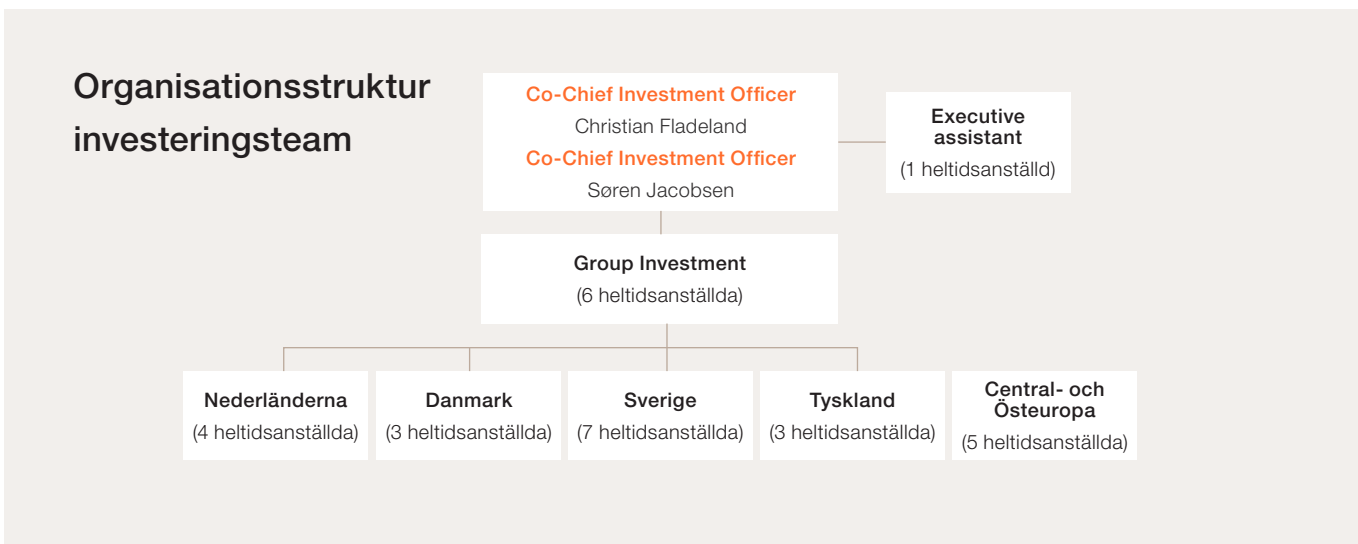 Organisationsstruktur
investeringsteam
Co-Chief Investment Officer
Christian Fladeland
Co-Chief Investment Officer
Søren Jacobsen
Executive
assistant
(1 heltidsanställd)
Group Investment
(6 heltidsanställda)
Nederländerna
(4 heltidsanställda)
Danmark
(3 heltidsanställda)
Sverige
(7 heltidsanställda)
Tyskland
(3 heltidsanställda)
Central- och
Östeuropa
(5 heltidsanställda)